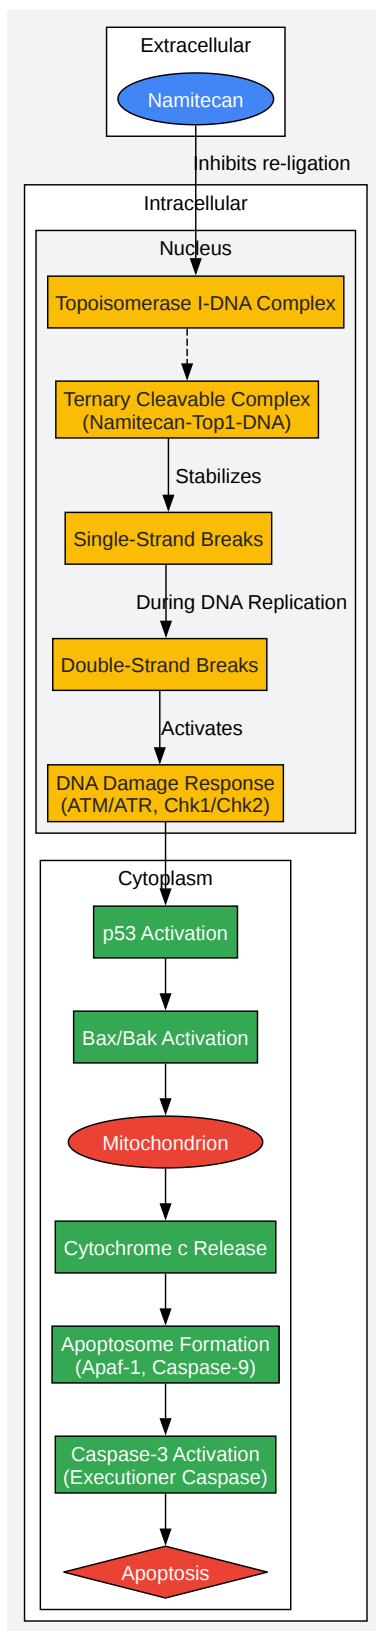 Extracellular
Namitecan
Inhibits re-ligation
Intracellular
Nucleus
Topoisomerase I-DNA Complex
Ternary Cleavable Complex
(Namitecan-Top1-DNA)
Stabilizes
Single-Strand Breaks
During DNA Replication
Double-Strand Breaks
Activates
DNA Damage Response
(ATM/ATR, Chk1/Chk2)
Cytoplasm
p53 Activation
Bax/Bak Activation
Mitochondrion
Cytochrome c Release
Apoptosome Formation
(Apaf-1, Caspase-9)
Caspase-3 Activation
(Executioner Caspase)
Apoptosis